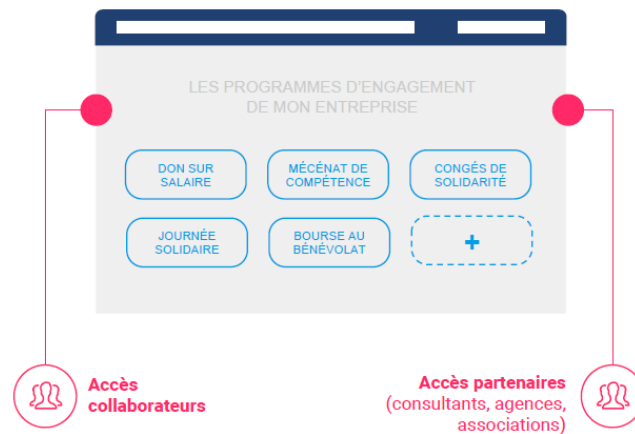 LES PROGRAMMES D'ENGAGEMENT
DE MON ENTREPRISE
DON SUR
SALAIRE
MÉCÉNAT DE
COMPÉTENCE
CONGÉS DE
SOLIDARITÉ
JOURNÉE
SOLIDAIRE
BOURSE AU
BÉNÉVOLAT
+
Accès
collaborateurs
Accès partenaires
(consultants, agences,
associations)